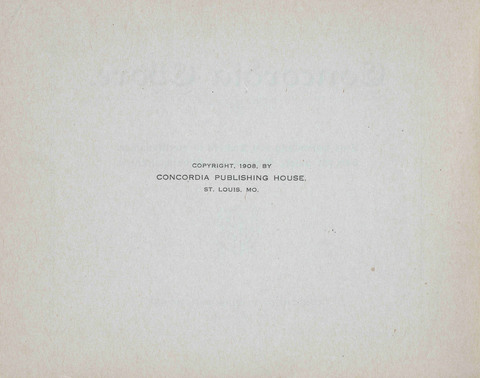 COPYRIGHT, 1908, BY
CONCORDIA PUBLISHING HOUSE,
ST. LOUIS, MO.